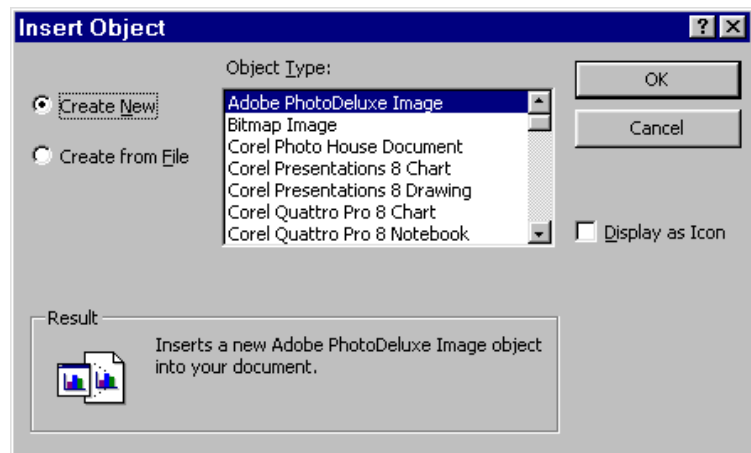 Insert Object
Object Type:
Create New
Create from File
Adobe PhotoDeluxe Image
Bitmap Image
Corel Photo House Document
Corel Presentations 8 Chart
Corel Presentations 8 Drawing
Corel Quattro Pro 8 Chart
Corel Quattro Pro 8 Notebook
OK
Cancel
Display as Icon
Result
Inserts a new Adobe PhotoDeluxe Image object
into your document.